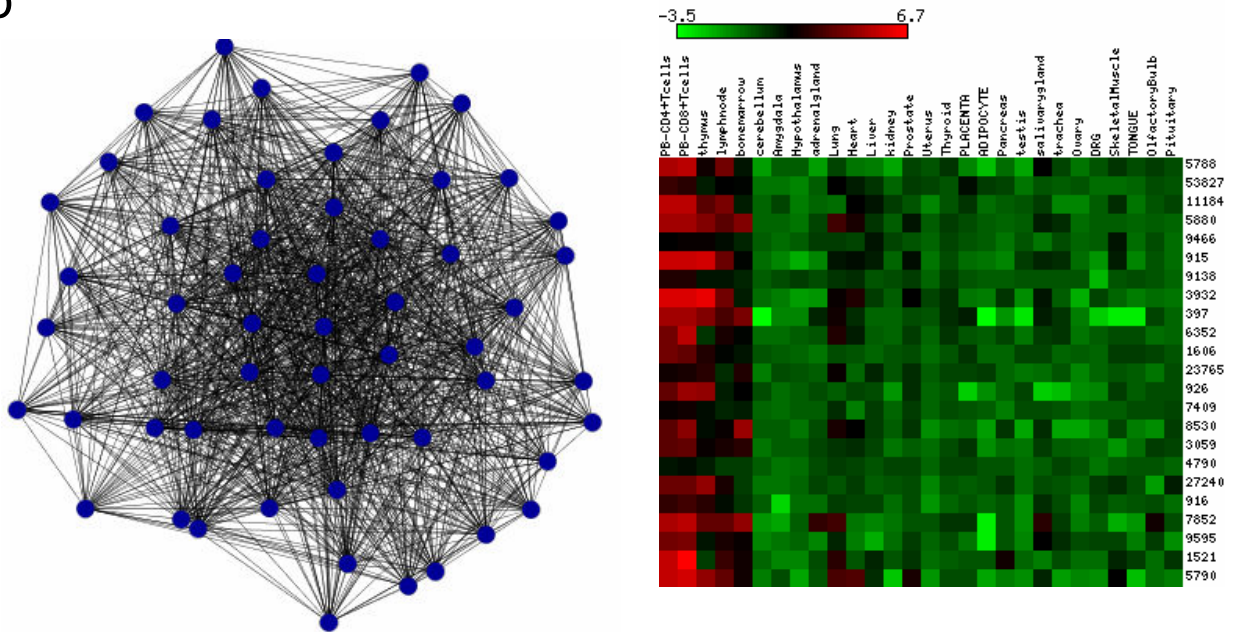 -3.5 6.7
PB-CD4+Tcells
PB-CD8+Tcells
thymus
lymphnode
bonemarrow
cerebellum
Amygdala
Hypothalamus
adrenalgland
Lung
Heart
Liver
kidney
Prostate
Uterus
Thyroid
PLACENTA
ADIPOCYTE
Pancreas
testis
salivarygland
trachea
Ovary
DRG
SkeletalMuscle
TONGUE
OlfactoryBulb
Pituitary
5788
53827
11184
5880
9466
915
9138
3932
397
6352
1606
23765
926
7409
8530
3059
4790
27240
916
7852
9595
1521
5790